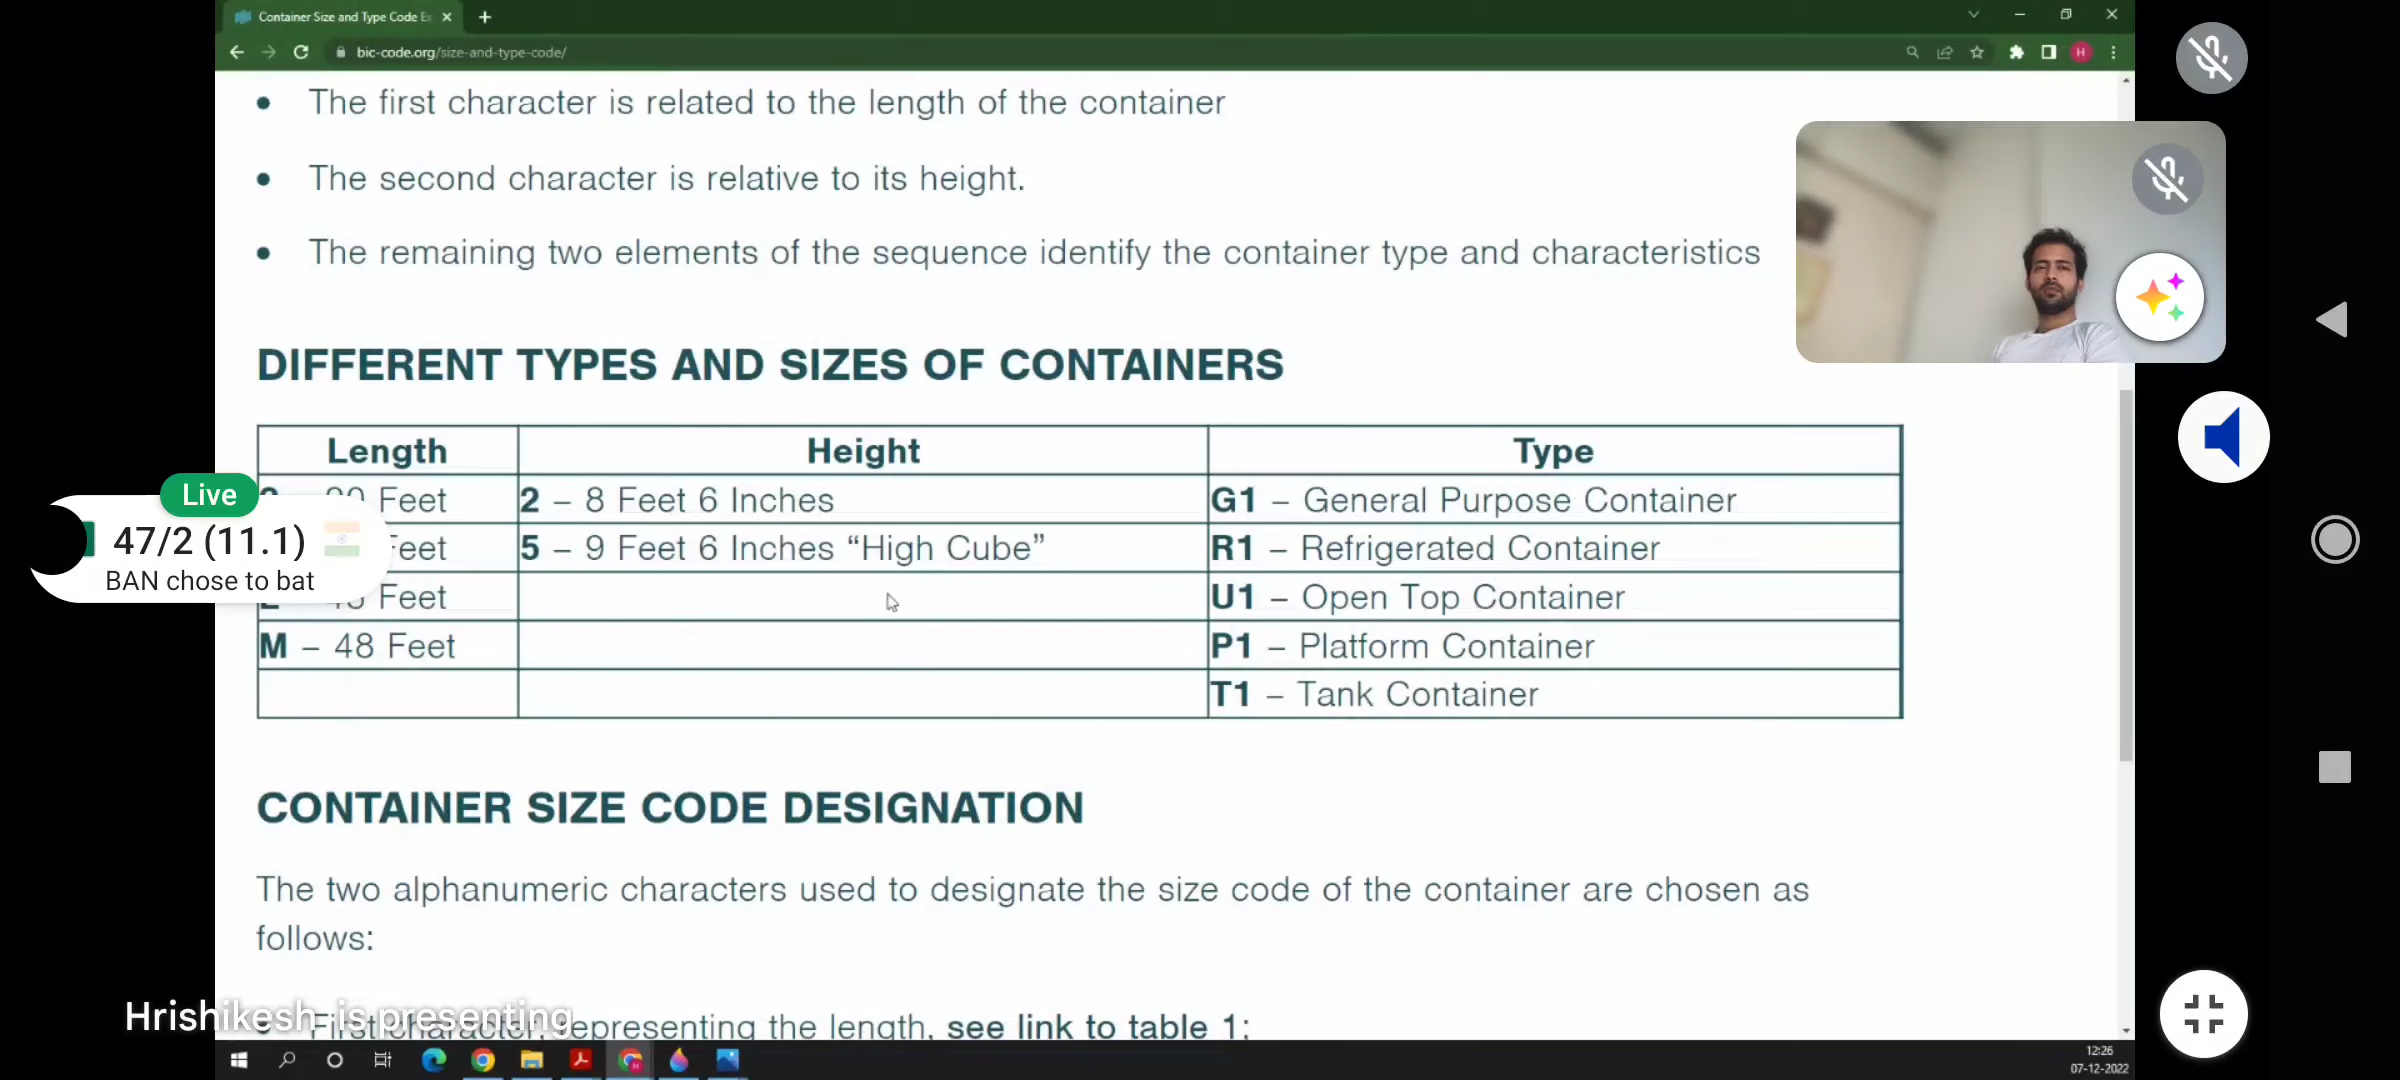 Container Size and Type Code Ex
bic-code.org/size-and-type-code/
H
• The first character is related to the length of the container
• The second character is relative to its height.
• The remaining two elements of the sequence identify the container type and characteristics
DIFFERENT TYPES AND SIZES OF CONTAINERS
Length Height Type
Feet 2 – 8 Feet 6 Inches G1 – General Purpose Container
Feet 5 – 9 Feet 6 Inches “High Cube” R1 – Refrigerated Container
Feet U1 – Open Top Container
M – 48 Feet P1 – Platform Container
T1 – Tank Container
Live
47/2 (11.1)
BAN chose to bat
CONTAINER SIZE CODE DESIGNATION
The two alphanumeric characters used to designate the size code of the container are chosen as
follows:
• First character, representing the length, see link to table 1;
Hrishikesh is presenting
12:26
07-12-2022